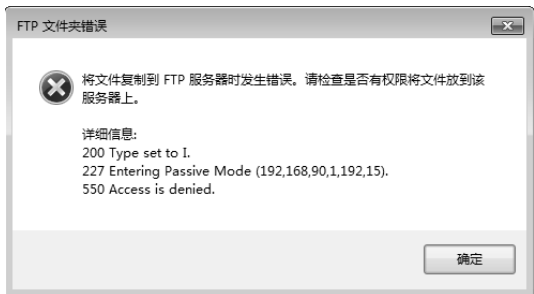 FTP 文件夹错误
将文件复制到 FTP 服务器时发生错误。请检查是否有权限将文件放到该
服务器上。
详细信息:
200 Type set to I.
227 Entering Passive Mode (192,168,90,1,192,15).
550 Access is denied.
确定